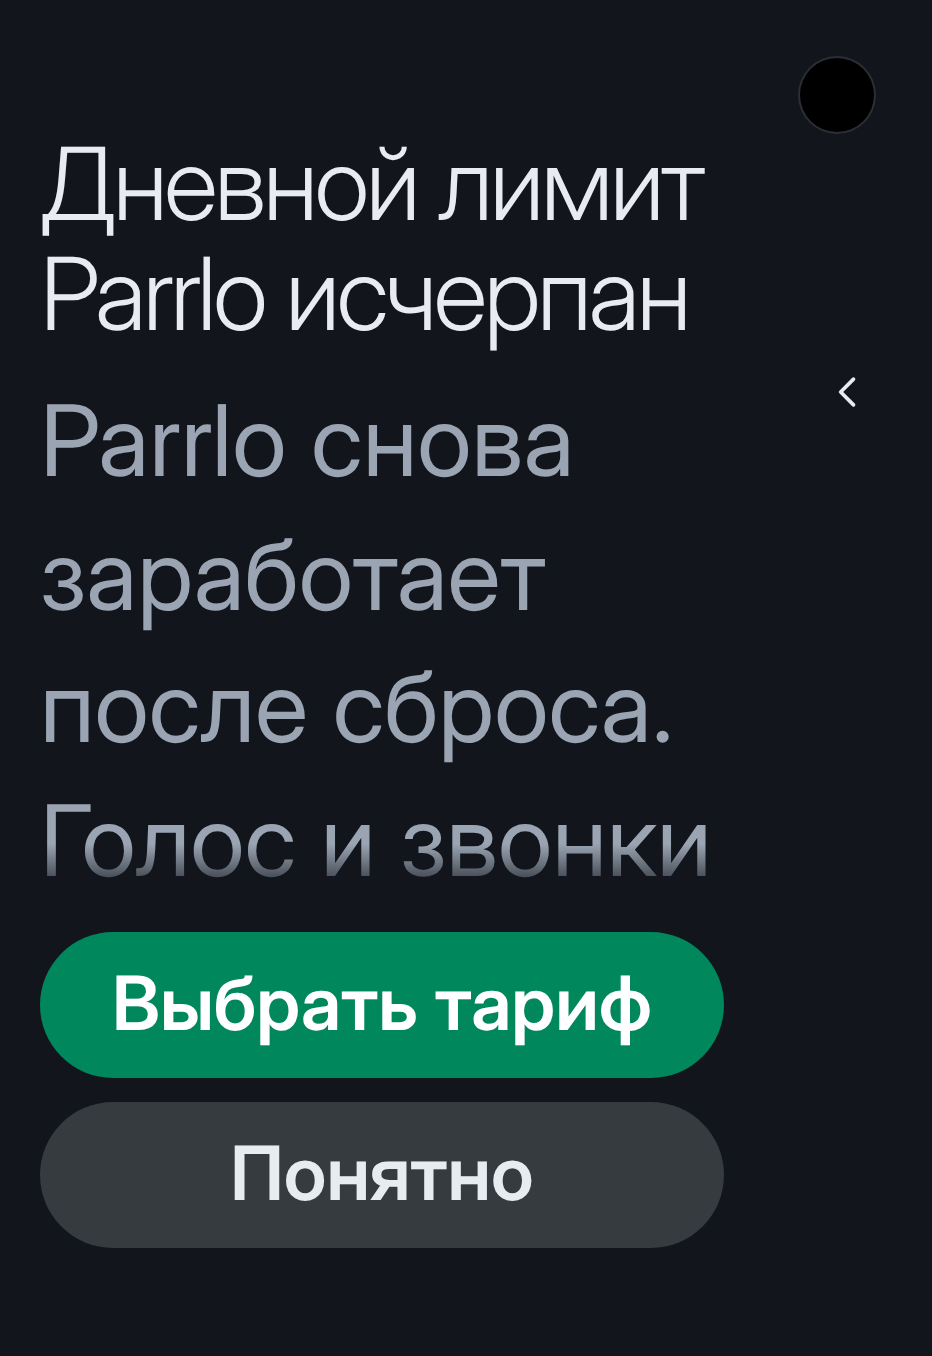 Дневной лимит
Parrlo исчерпан
Parrlo снова
заработает
после сброса.
Голос и звонки
Выбрать тариф
Понятно